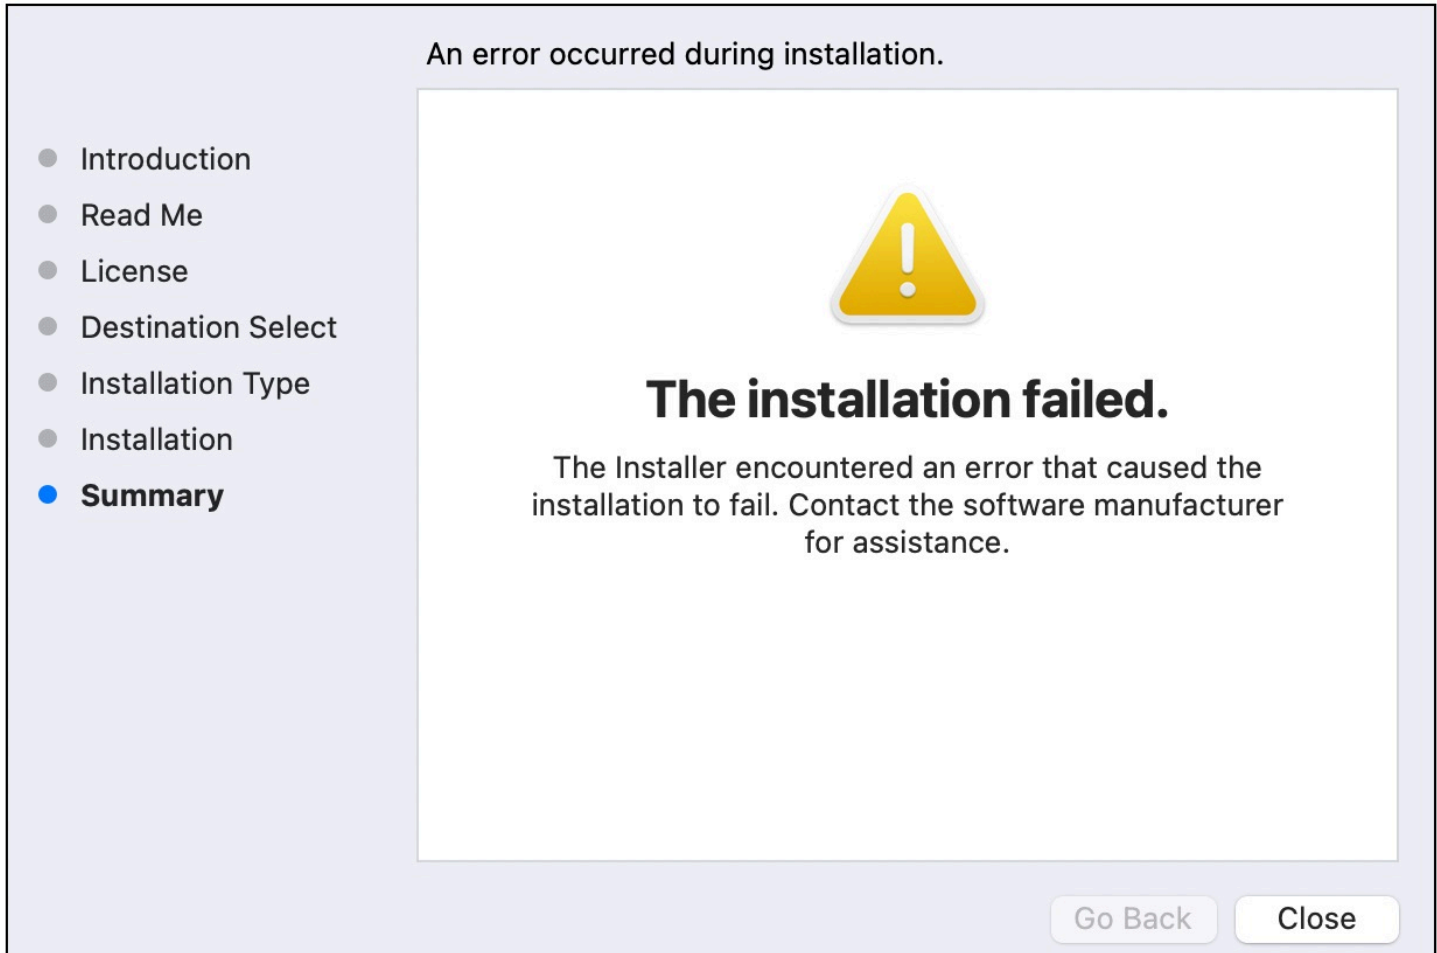 An error occurred during installation.
Introduction
Read Me
License
Destination Select
Installation Type
Installation
Summary
The installation failed.
The Installer encountered an error that caused the
installation to fail. Contact the software manufacturer
for assistance.
Go Back
Close